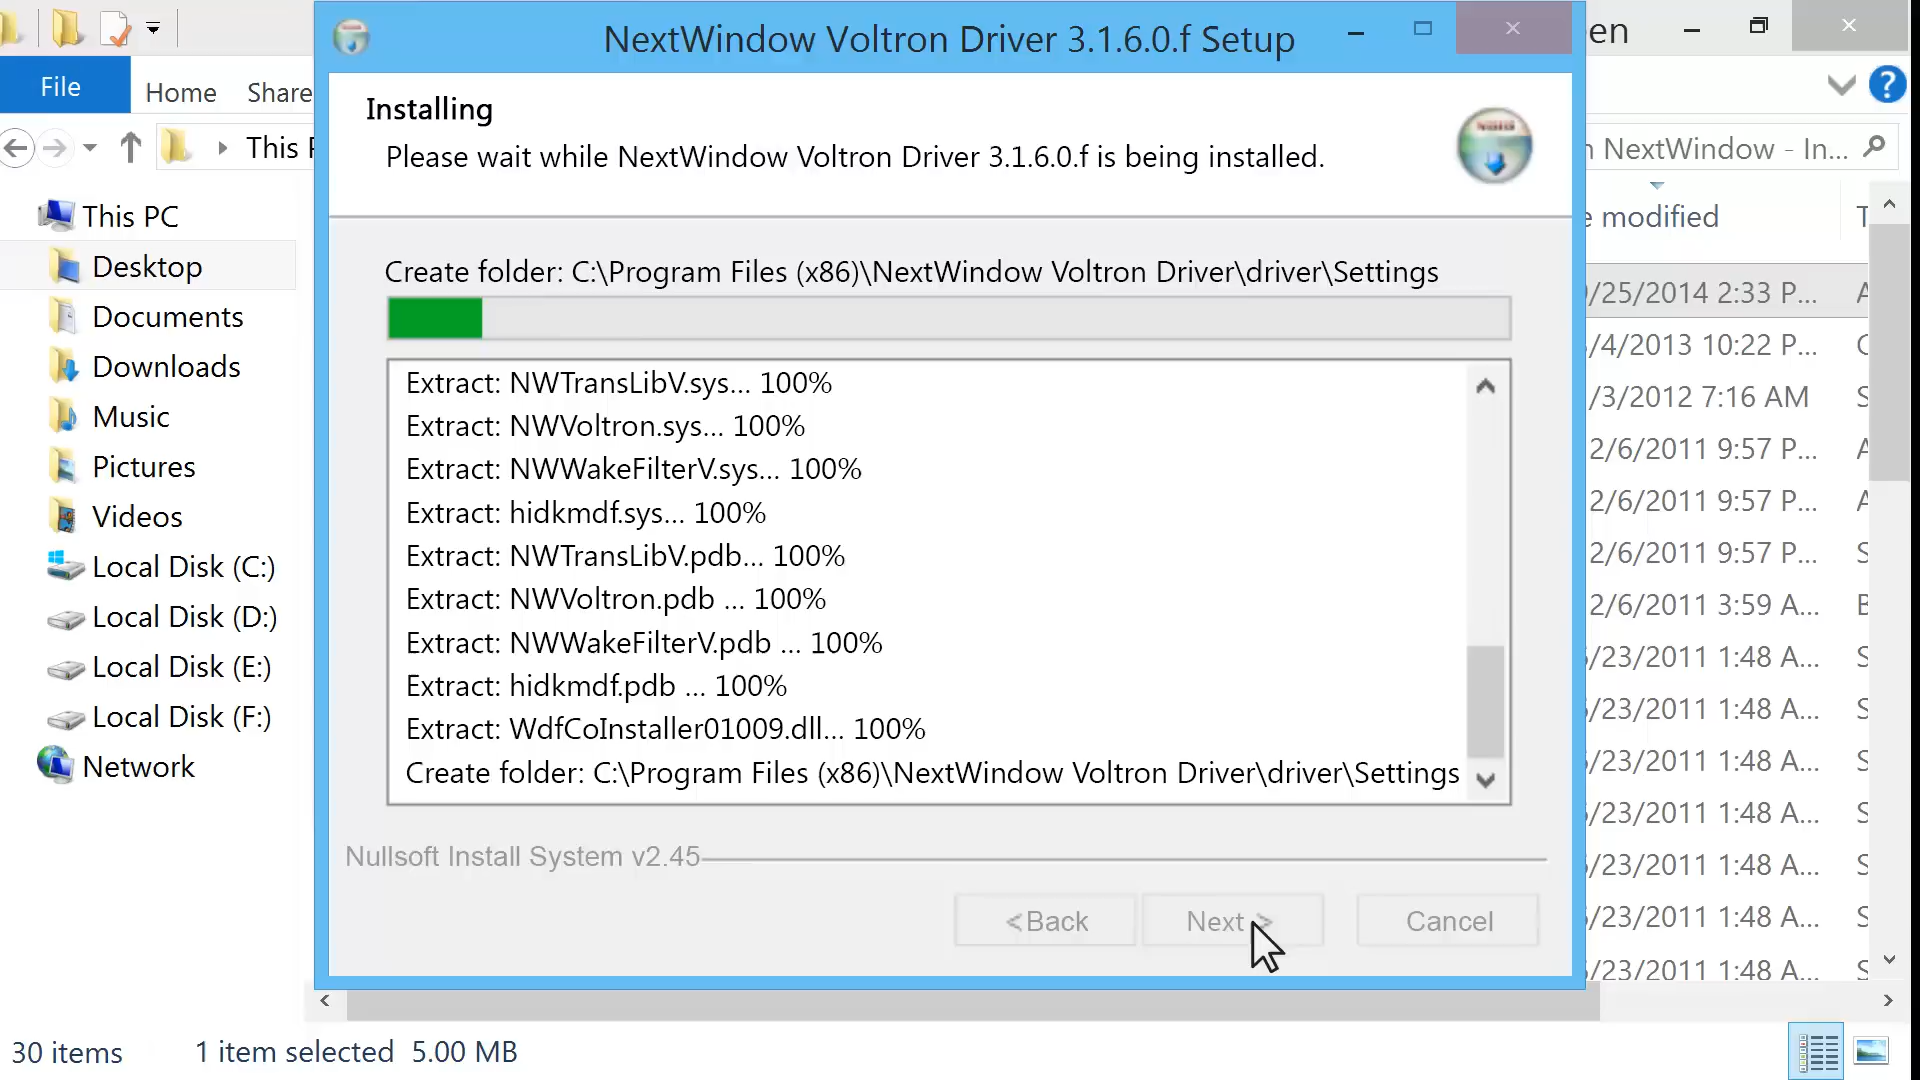 NextWindow Voltron Driver 3.1.6.0.f Setup
en
File
Home
Share
This
NextWindow - In...
Installing
Please wait while NextWindow Voltron Driver 3.1.6.0.f is being installed.
This PC
Desktop
Documents
Downloads
Music
Pictures
Videos
Local Disk (C:)
Local Disk (D:)
Local Disk (E:)
Local Disk (F:)
Network
Create folder: C:\Program Files (x86)\NextWindow Voltron Driver\driver\Settings
Extract: NWTransLibV.sys... 100%
Extract: NWVoltron.sys... 100%
Extract: NWWakeFilterV.sys... 100%
Extract: hidkmdf.sys... 100%
Extract: NWTransLibV.pdb... 100%
Extract: NWVoltron.pdb ... 100%
Extract: NWWakeFilterV.pdb ... 100%
Extract: hidkmdf.pdb ... 100%
Extract: WdfCoInstaller01009.dll... 100%
Create folder: C:\Program Files (x86)\NextWindow Voltron Driver\driver\Settings
Nullsoft Install System v2.45
< Back
Next >
Cancel
modified
/25/2014 2:33 P...
/4/2013 10:22 P...
/3/2012 7:16 AM
2/6/2011 9:57 P...
2/6/2011 9:57 P...
2/6/2011 9:57 P...
2/6/2011 3:59 A...
/23/2011 1:48 A...
/23/2011 1:48 A...
/23/2011 1:48 A...
/23/2011 1:48 A...
/23/2011 1:48 A...
/23/2011 1:48 A...
/23/2011 1:48 A...
30 items
1 item selected 5.00 MB